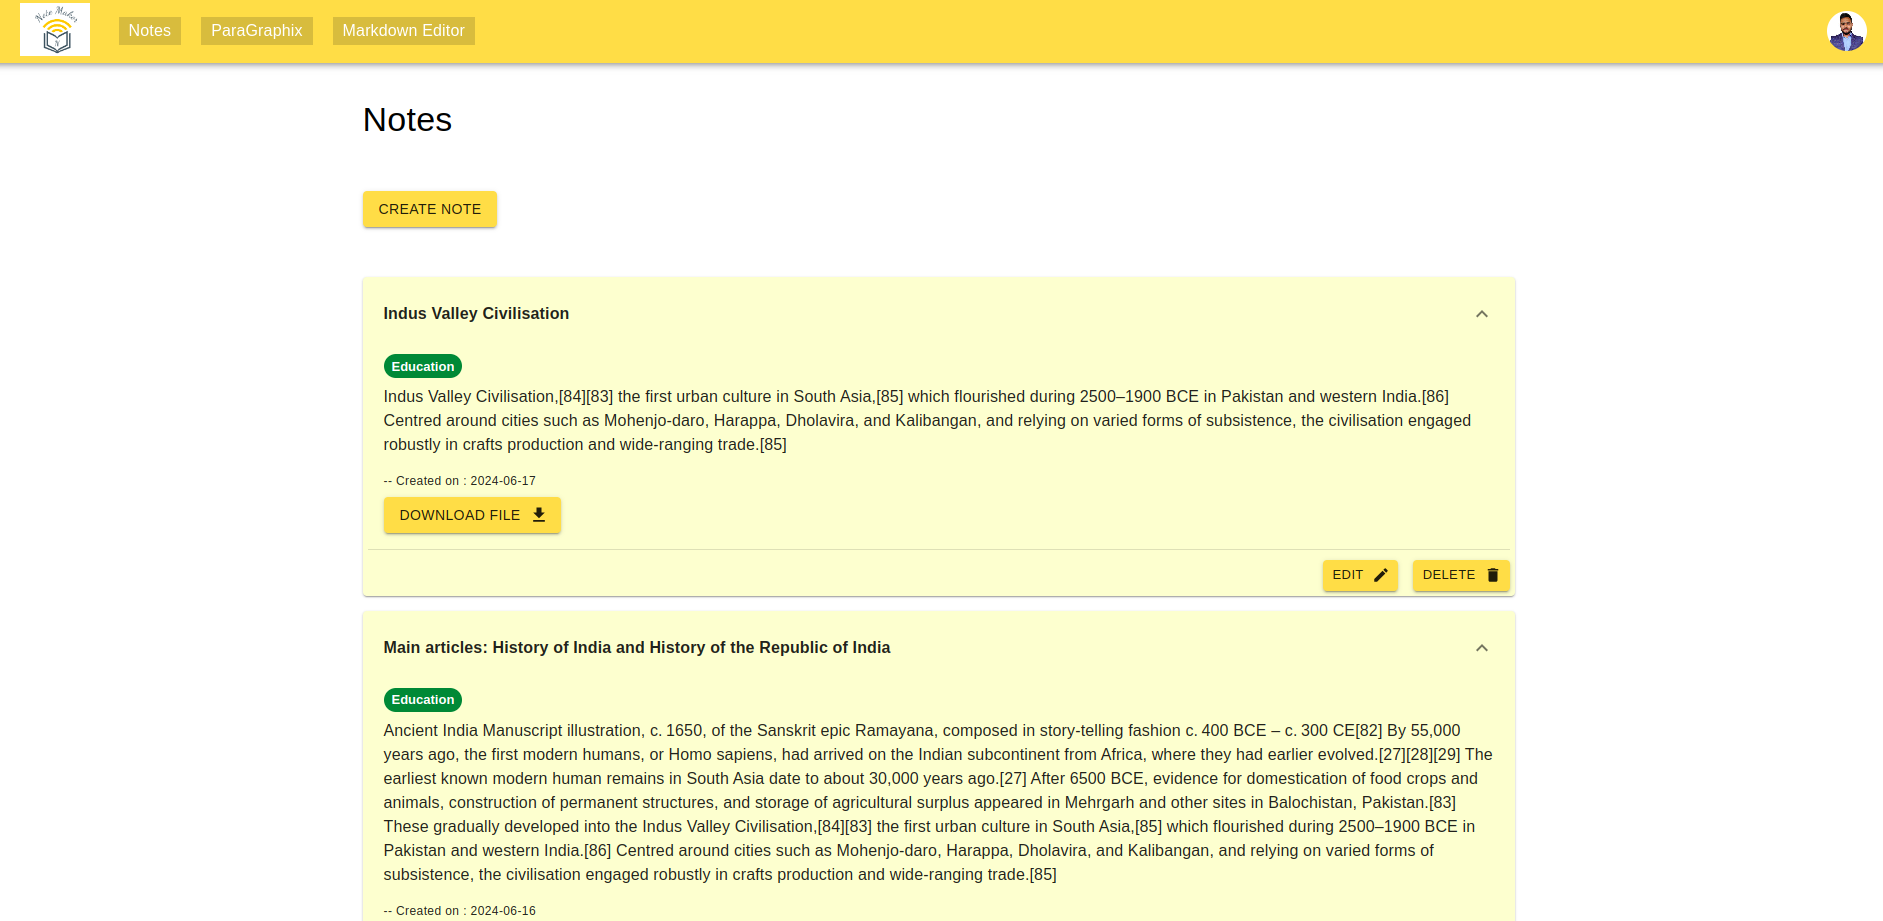 Note Maker
N
Notes
ParaGraphix
Markdown Editor
Notes
CREATE NOTE
Indus Valley Civilisation
Education
Indus Valley Civilisation,[84][83] the first urban culture in South Asia,[85] which flourished during 2500–1900 BCE in Pakistan and western India.[86]
Centred around cities such as Mohenjo-daro, Harappa, Dholavira, and Kalibangan, and relying on varied forms of subsistence, the civilisation engaged
robustly in crafts production and wide-ranging trade.[85]
-- Created on : 2024-06-17
DOWNLOAD FILE
EDIT
DELETE
Main articles: History of India and History of the Republic of India
Education
Ancient India Manuscript illustration, c. 1650, of the Sanskrit epic Ramayana, composed in story-telling fashion c. 400 BCE – c. 300 CE[82] By 55,000
years ago, the first modern humans, or Homo sapiens, had arrived on the Indian subcontinent from Africa, where they had earlier evolved.[27][28][29] The
earliest known modern human remains in South Asia date to about 30,000 years ago.[27] After 6500 BCE, evidence for domestication of food crops and
animals, construction of permanent structures, and storage of agricultural surplus appeared in Mehrgarh and other sites in Balochistan, Pakistan.[83]
These gradually developed into the Indus Valley Civilisation,[84][83] the first urban culture in South Asia,[85] which flourished during 2500–1900 BCE in
Pakistan and western India.[86] Centred around cities such as Mohenjo-daro, Harappa, Dholavira, and Kalibangan, and relying on varied forms of
subsistence, the civilisation engaged robustly in crafts production and wide-ranging trade.[85]
-- Created on : 2024-06-16